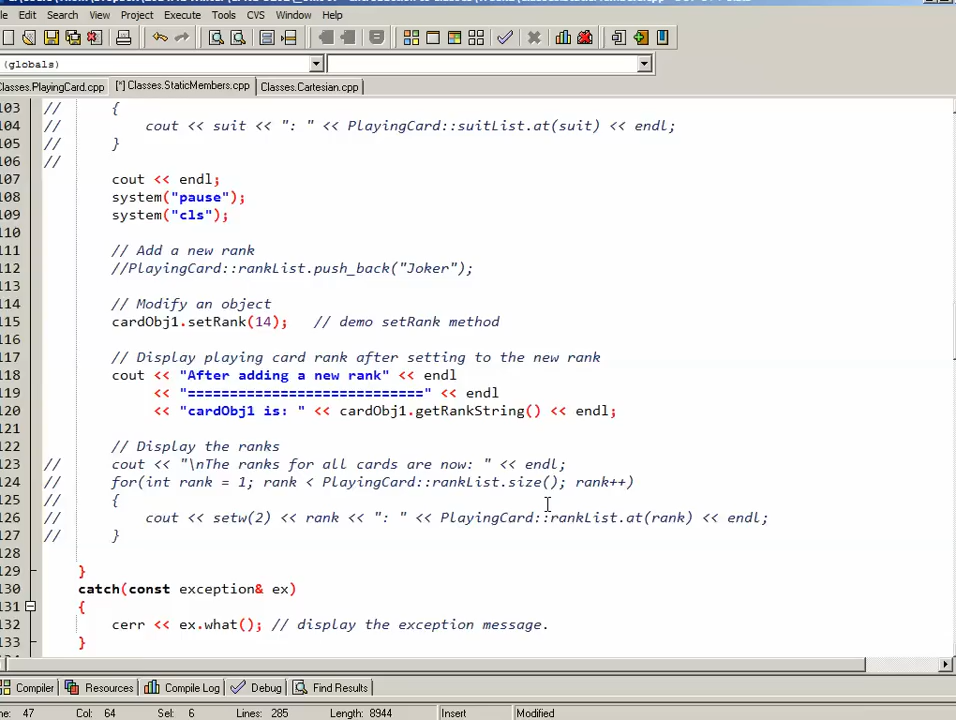 Edit Search View Project Execute Tools CVS Window Help
(globals)
Classes.PlayingCard.cpp [*] Classes.StaticMembers.cpp Classes.Cartesian.cpp
103 // {
104 // cout << suit << ": " << PlayingCard::suitList.at(suit) << endl;
105 // }
106 //
107 cout << endl;
108 system("pause");
109 system("cls");
110
111 // Add a new rank
112 //PlayingCard::rankList.push_back("Joker");
113
114 // Modify an object
115 cardObj1.setRank(14); // demo setRank method
116
117 // Display playing card rank after setting to the new rank
118 cout << "After adding a new rank" << endl
119 << "============================" << endl
120 << "cardObj1 is: " << cardObj1.getRankString() << endl;
121
122 // Display the ranks
123 // cout << "\nThe ranks for all cards are now: " << endl;
124 // for(int rank = 1; rank < PlayingCard::rankList.size(); rank++)
125 // {
126 // cout << setw(2) << rank << ": " << PlayingCard::rankList.at(rank) << endl;
127 // }
128
129 }
130 catch(const exception& ex)
131 {
132 cerr << ex.what(); // display the exception message.
133 }
Compiler Resources Compile Log Debug Find Results
ne: 47 Col: 64 Sel: 6 Lines: 285 Length: 8944 Insert Modified